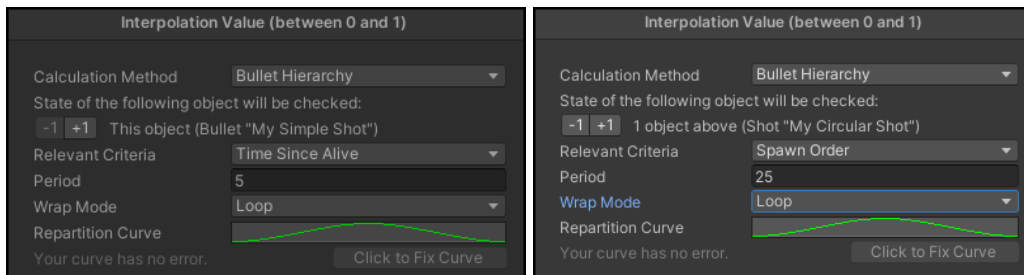 Interpolation Value (between 0 and 1)
Calculation Method Bullet Hierarchy
State of the following object will be checked:
-1 +1 This object (Bullet "My Simple Shot")
Relevant Criteria Time Since Alive
Period 5
Wrap Mode Loop
Repartition Curve
Your curve has no error. Click to Fix Curve
Interpolation Value (between 0 and 1)
Calculation Method Bullet Hierarchy
State of the following object will be checked:
-1 +1 1 object above (Shot "My Circular Shot")
Relevant Criteria Spawn Order
Period 25
Wrap Mode Loop
Repartition Curve
Your curve has no error. Click to Fix Curve